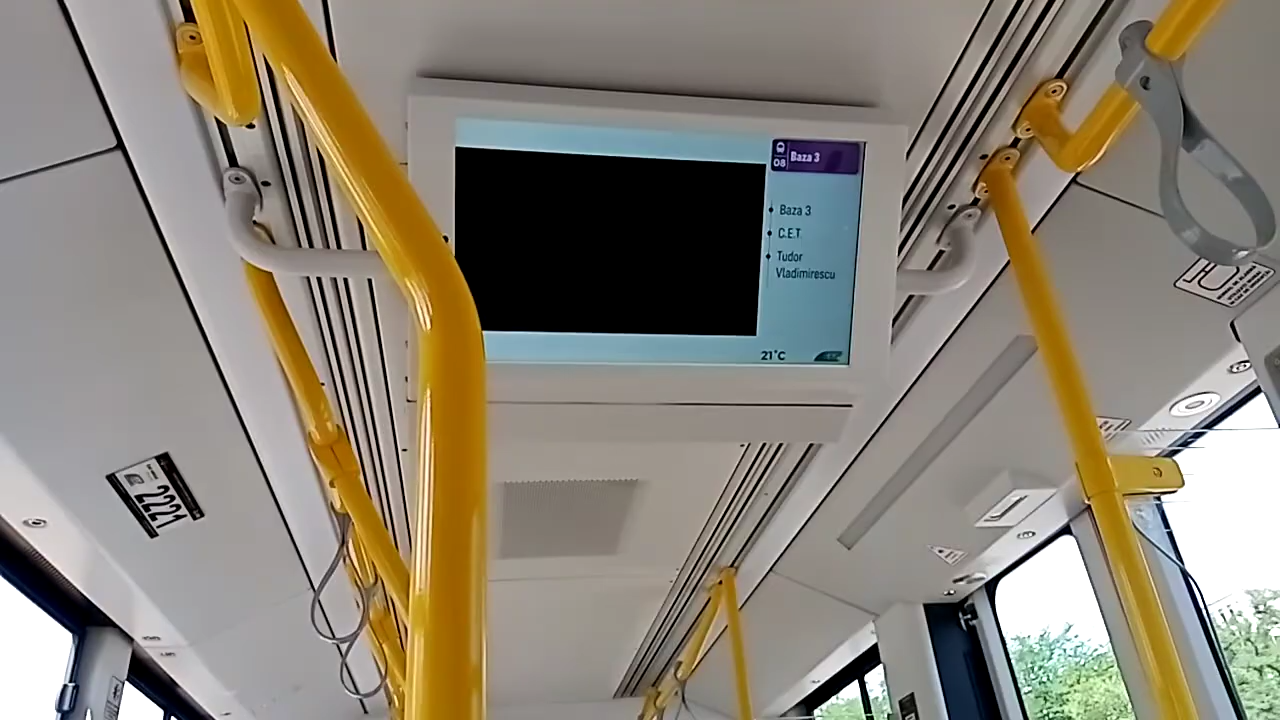 08 Baza 3
Baza 3
C.E.T.
Tudor
Vladimirescu
21°C
2221